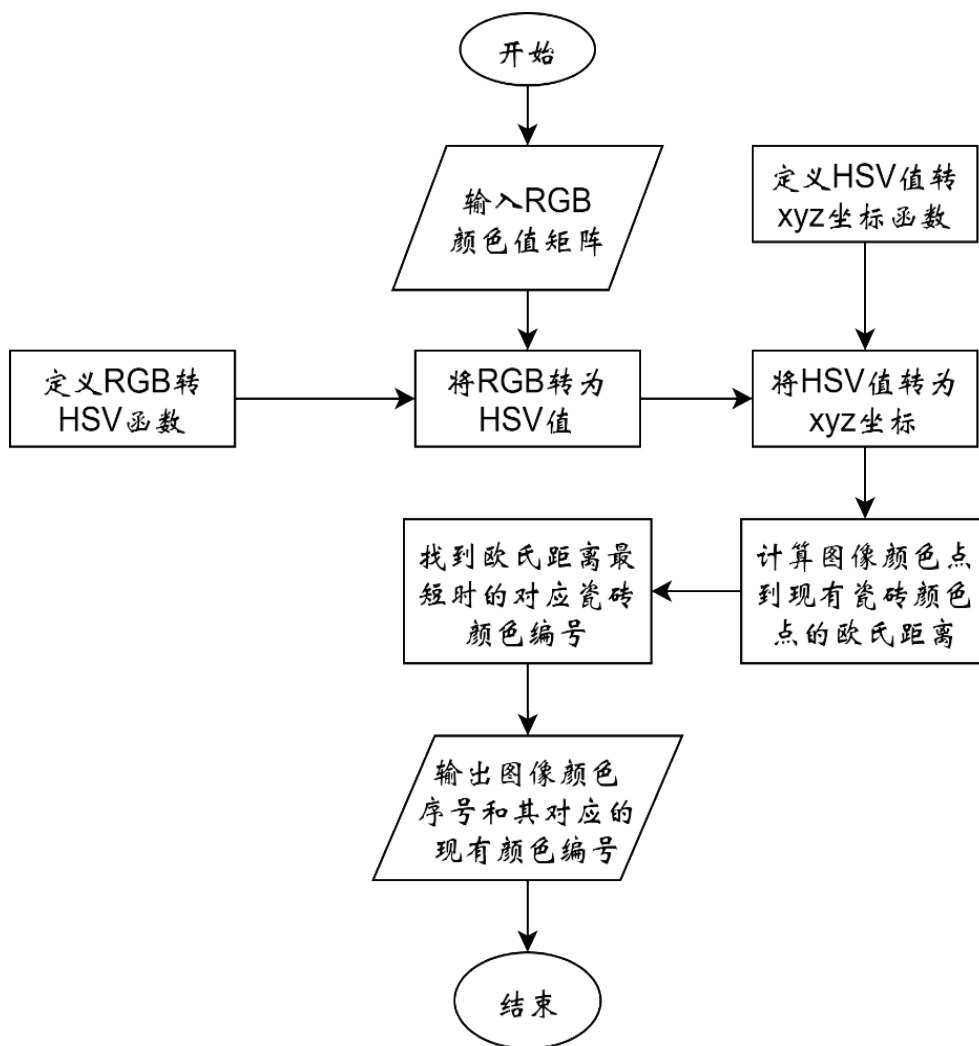 开始
输入RGB
颜色值矩阵
定义HSV值转
xyz坐标函数
定义RGB转
HSV函数
将RGB转为
HSV值
将HSV值转为
xyz坐标
找到欧氏距离最
短时的对应瓷砖
颜色编号
计算图像颜色点
到现有瓷砖颜色
点的欧氏距离
输出图像颜色
序号和其对应的
现有颜色编号
结束